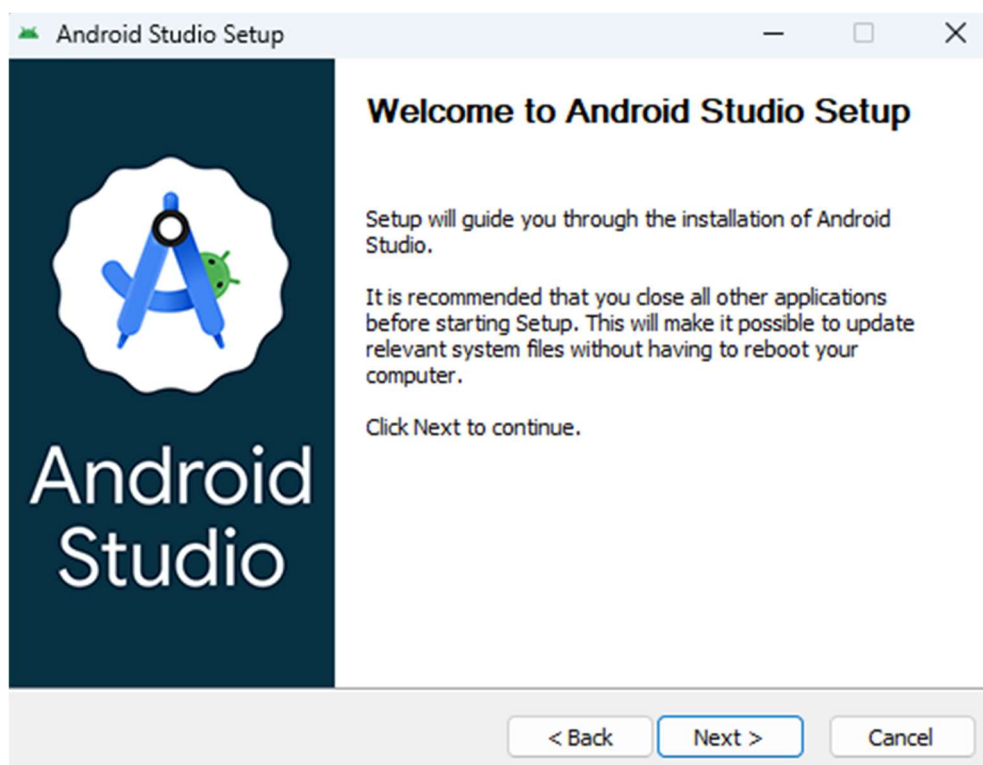 Android Studio Setup
Welcome to Android Studio Setup
Setup will guide you through the installation of Android
Studio.
It is recommended that you close all other applications
before starting Setup. This will make it possible to update
relevant system files without having to reboot your
computer.
Click Next to continue.
Android
Studio
< Back
Next >
Cancel